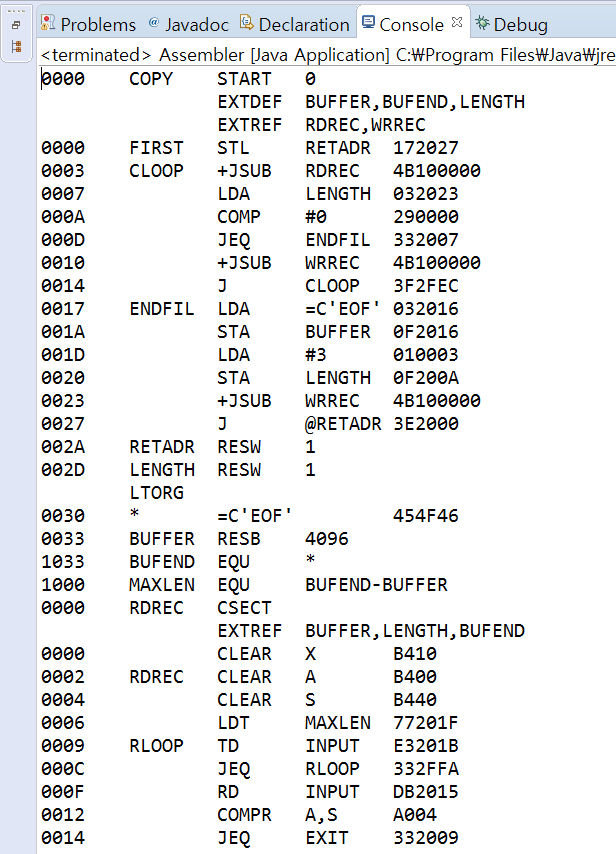 Problems @ Javadoc Declaration Console Debug
<terminated> Assembler [Java Application] C:₩Program Files₩Java₩jre
0000 COPY START 0
EXTDEF BUFFER,BUFEND,LENGTH
EXTREF RDREC,WRREC
0000 FIRST STL RETADR 172027
0003 CLOOP +JSUB RDREC 4B100000
0007 LDA LENGTH 032023
000A COMP #0 290000
000D JEQ ENDFIL 332007
0010 +JSUB WRREC 4B100000
0014 J CLOOP 3F2FEC
0017 ENDFIL LDA =C'EOF' 032016
001A STA BUFFER 0F2016
001D LDA #3 010003
0020 STA LENGTH 0F200A
0023 +JSUB WRREC 4B100000
0027 J @RETADR 3E2000
002A RETADR RESW 1
002D LENGTH RESW 1
LTORG
0030 * =C'EOF' 454F46
0033 BUFFER RESB 4096
1033 BUFEND EQU *
1000 MAXLEN EQU BUFEND-BUFFER
0000 RDREC CSECT
EXTREF BUFFER,LENGTH,BUFEND
0000 CLEAR X B410
0002 RDREC CLEAR A B400
0004 CLEAR S B440
0006 LDT MAXLEN 77201F
0009 RLOOP TD INPUT E3201B
000C JEQ RLOOP 332FFA
000F RD INPUT DB2015
0012 COMPR A,S A004
0014 JEQ EXIT 332009